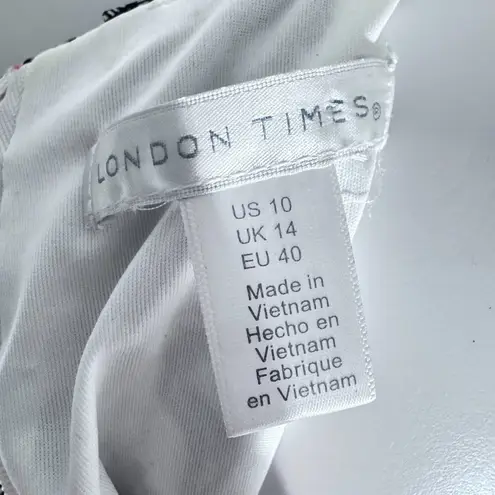 LONDON TIMES®
US 10
UK 14
EU 40
Made in
Vietnam
Hecho en
Vietnam
Fabrique
en Vietnam